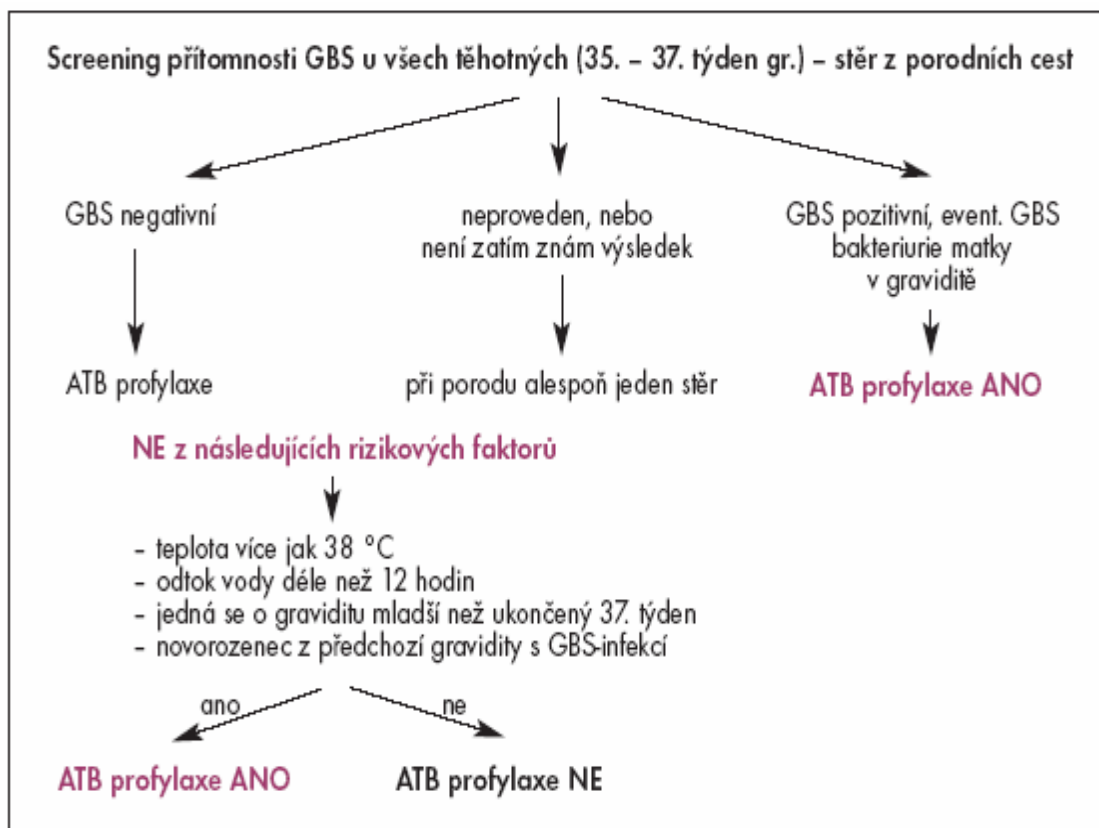 Screening přítomnosti GBS u všech těhotných (35. – 37. týden gr.) – stěr z porodních cest
GBS negativní
neproveden, nebo
není zatím znám výsledek
GBS pozitivní, event. GBS
bakteriurie matky
v graviditě
ATB profylaxe
při porodu alespoň jeden stěr
ATB profylaxe ANO
NE z následujících rizikových faktorů
– teplota více jak 38 °C
– odtok vody déle než 12 hodin
– jedná se o graviditu mladší než ukončený 37. týden
– novorozenec z předchozí gravidity s GBS-infekcí
ano
ne
ATB profylaxe ANO
ATB profylaxe NE